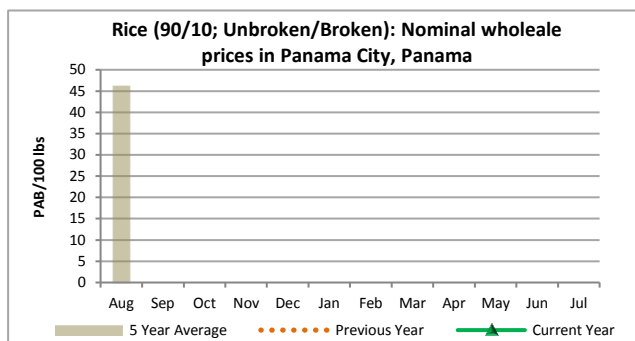 Rice (90/10; Unbroken/Broken): Nominal wholeale
prices in Panama City, Panama
PAB/100 lbs
50
45
40
35
30
25
20
15
10
5
0
Aug Sep Oct Nov Dec Jan Feb Mar Apr May Jun Jul
5 Year Average Previous Year Current Year